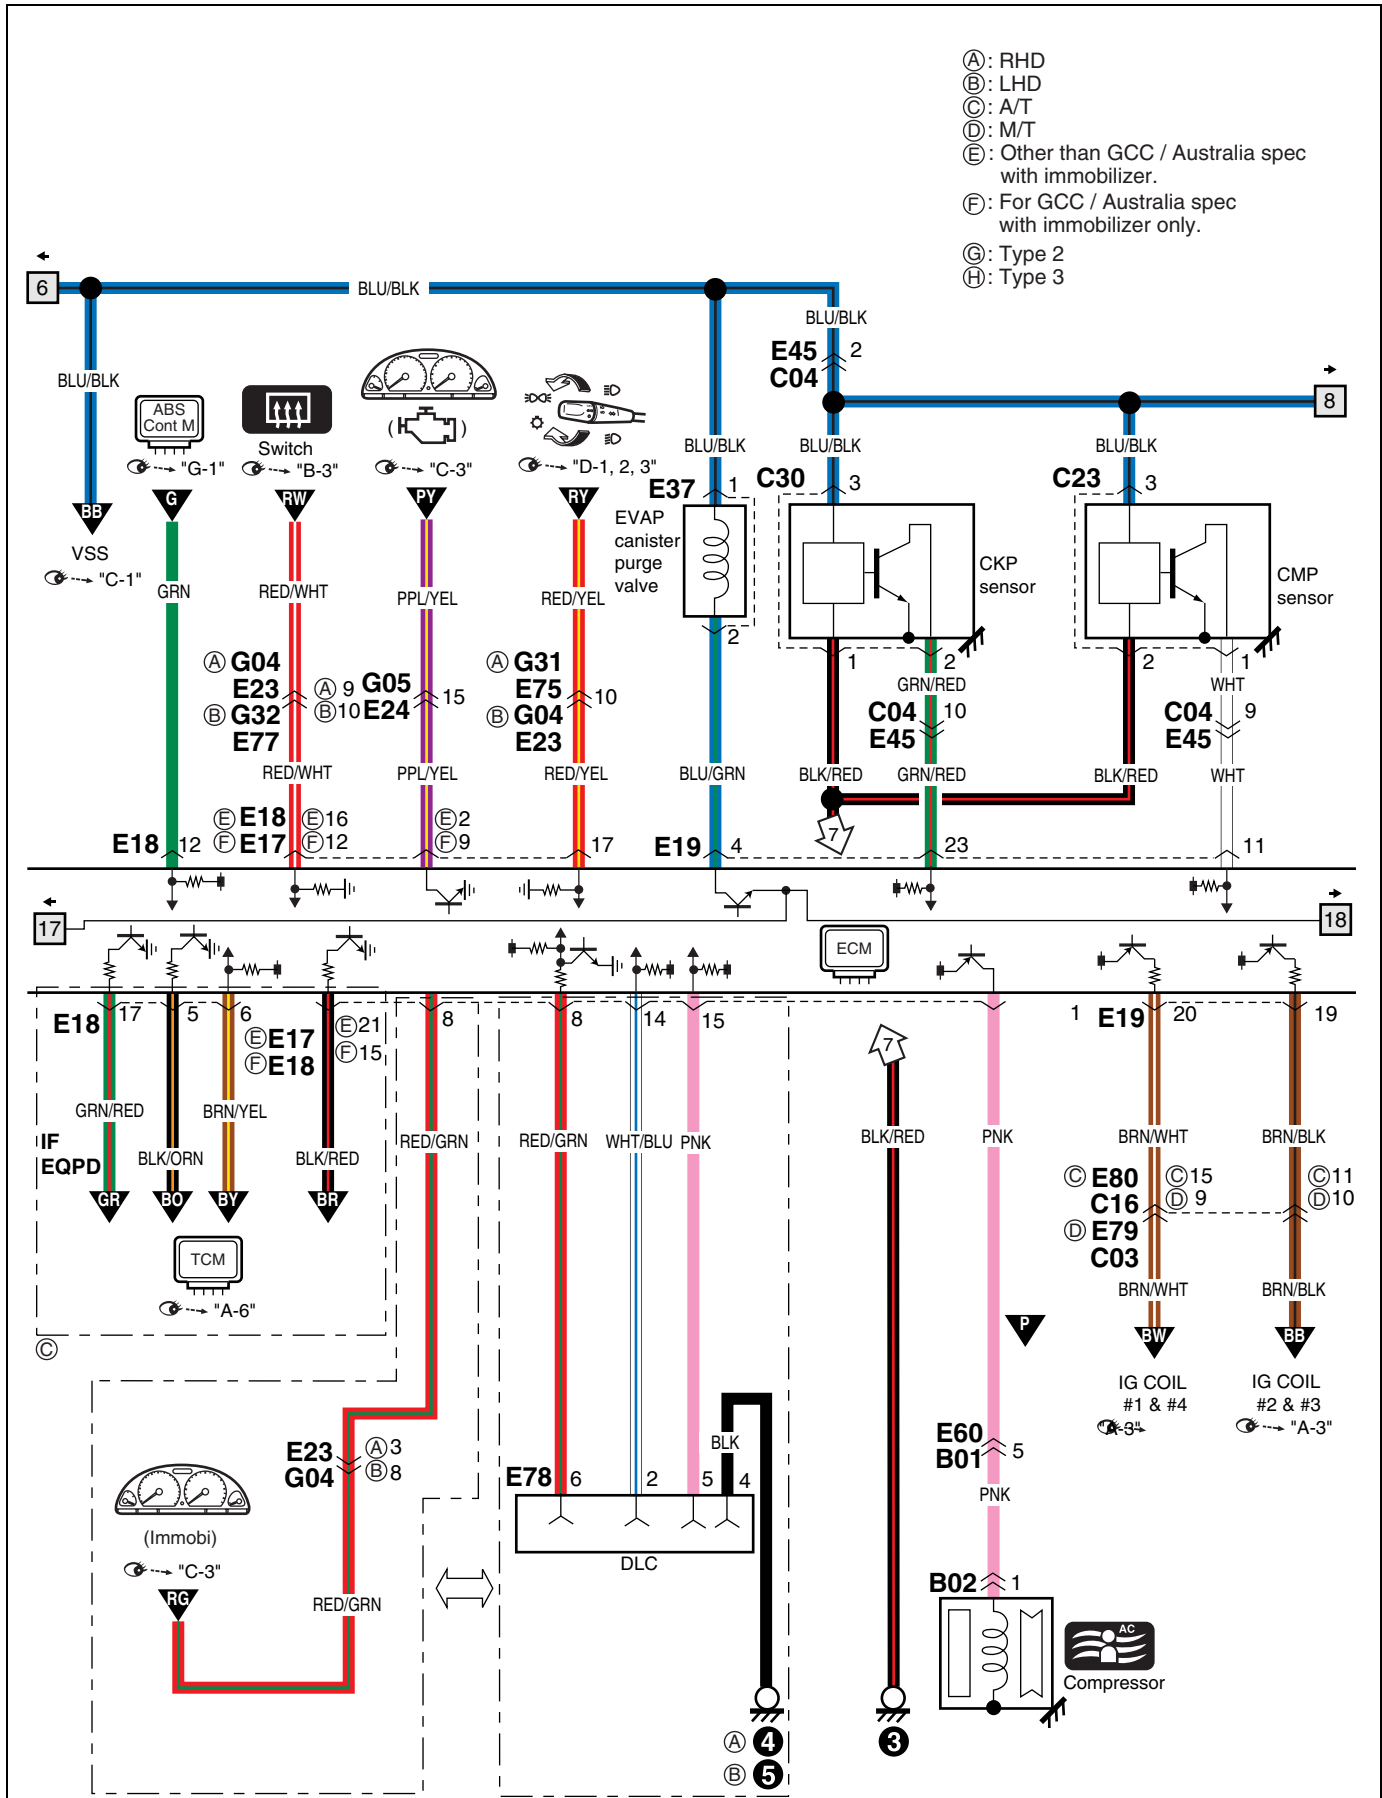 Ⓐ: RHD
Ⓑ: LHD
Ⓒ: A/T
Ⓓ: M/T
Ⓔ: Other than GCC / Australia spec
with immobilizer.
Ⓕ: For GCC / Australia spec
with immobilizer only.
Ⓖ: Type 2
Ⓗ: Type 3
6
BLU/BLK
BLU/BLK
E45 2
C04
BLU/BLK
8
ABS
Cont M
Switch
"G-1"
"B-3"
"C-3"
"D-1, 2, 3"
BLU/BLK
BLU/BLK
BLU/BLK
E37 1
C30 3
C23 3
BB
G
RW
PY
RY
VSS
"C-1"
EVAP
canister
purge
valve
CKP
sensor
CMP
sensor
GRN
RED/WHT
PPL/YEL
RED/YEL
2
1
2
2
1
Ⓐ G04
E23
Ⓑ G32
E77
Ⓐ 9
Ⓑ10
G05
E24
15
Ⓐ G31
E75
Ⓑ G04
E23
10
GRN/RED
WHT
C04 10
E45
C04 9
E45
RED/WHT
PPL/YEL
RED/YEL
BLU/GRN
BLK/RED
GRN/RED
BLK/RED
WHT
7
E18 12
Ⓔ E18 Ⓔ16
Ⓕ E17 Ⓕ12
Ⓔ2
Ⓕ9
17
E19 4
23
11
17
18
ECM
E18 17
5
6
Ⓔ E17 Ⓔ21
Ⓕ E18 Ⓕ15
8
8
14
15
1
E19 20
19
7
GRN/RED
BLK/ORN
BRN/YEL
BLK/RED
RED/GRN
RED/GRN
WHT/BLU
PNK
BLK/RED
PNK
BRN/WHT
BRN/BLK
IF
EQPD
GR
BO
BY
BR
Ⓒ E80 Ⓒ15
C16 Ⓓ 9
Ⓓ E79
C03
Ⓒ11
Ⓓ10
TCM
"A-6"
Ⓒ
BRN/WHT
BRN/BLK
P
BW
BB
IG COIL
#1 & #4
"A-3"
IG COIL
#2 & #3
"A-3"
E23 Ⓐ3
G04 Ⓑ8
BLK
E60
B01 5
E78 6
2
5
4
PNK
DLC
(Immobi)
"C-3"
RG
RED/GRN
B02 1
AC
Compressor
Ⓐ 4
Ⓑ 5
3